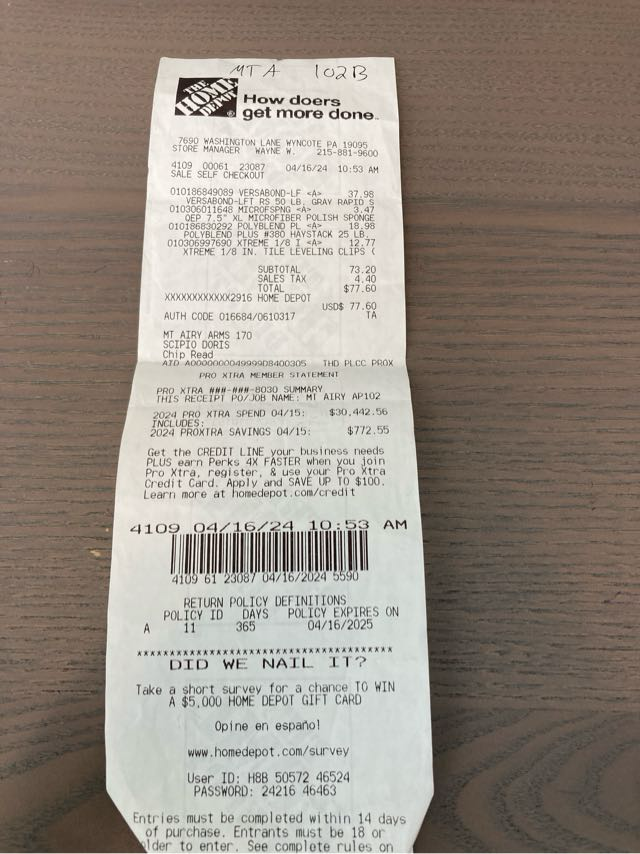 MTA 102B
THE HOME DEPOT
How doers
get more done.
7690 WASHINGTON LANE WYNCOTE PA 19095
STORE MANAGER WAYNE W. 215-881-9600
4109 00061 23087 04/16/24 10:53 AM
SALE SELF CHECKOUT
010186849089 VERSABOND-LF <A> 37.98
VERSABOND-LFT RS 50 LB. GRAY RAPID S
010306011648 MICROFSPNG <A> 3.47
QEP 7.5" XL MICROFIBER POLISH SPONGE
010186830292 POLYBLEND PL <A> 18.98
POLYBLEND PLUS #380 HAYSTACK 25 LB.
010306997690 XTREME 1/8 I <A> 12.77
XTREME 1/8 IN. TILE LEVELING CLIPS (
SUBTOTAL 73.20
SALES TAX 4.40
TOTAL $77.60
XXXXXXXXXXXX2916 HOME DEPOT
USD$ 77.60
AUTH CODE 016684/0610317 TA
MT AIRY ARMS 170
SCIPIO DORIS
Chip Read
AID A0000000049999D8400305 THD PLCC PROX
PRO XTRA MEMBER STATEMENT
PRO XTRA ###-###-8030 SUMMARY
THIS RECEIPT PO/JOB NAME: MT AIRY AP102
2024 PRO XTRA SPEND 04/15: $30,442.56
INCLUDES:
2024 PROXTRA SAVINGS 04/15: $772.55
Get the CREDIT LINE your business needs
PLUS earn Perks 4X FASTER when you join
Pro Xtra, register, & use your Pro Xtra
Credit Card. Apply and SAVE UP TO $100.
Learn more at homedepot.com/credit
4109 04/16/24 10:53 AM
4109 61 23087 04/16/2024 5590
RETURN POLICY DEFINITIONS
POLICY ID DAYS POLICY EXPIRES ON
A 11 365 04/16/2025
******************************************
DID WE NAIL IT?
Take a short survey for a chance TO WIN
A $5,000 HOME DEPOT GIFT CARD
Opine en español
www.homedepot.com/survey
User ID: H8B 50572 46524
PASSWORD: 24216 46463
Entries must be completed within 14 days
of purchase. Entrants must be 18 or
older to enter. See complete rules on